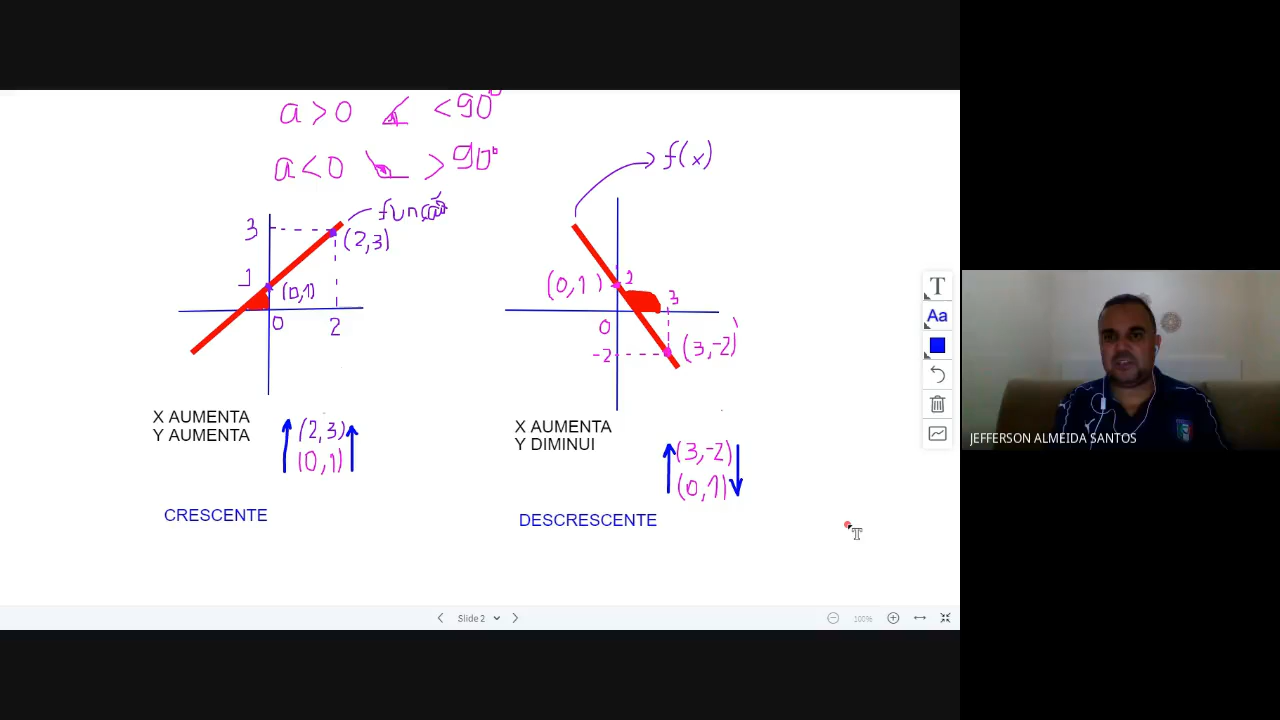 a>0 <90°
a<0 >90°
f(x)
função
3
(2,3)
1
(0,1)
0
2
(0,1)
2
3
0
-2
(3,-2)
X AUMENTA
Y AUMENTA
(2,3)
(0,1)
X AUMENTA
Y DIMINUI
(3,-2)
(0,1)
CRESCENTE
DESCRESCENTE
T
Aa
JEFFERSON ALMEIDA SANTOS
Slide 2
100%